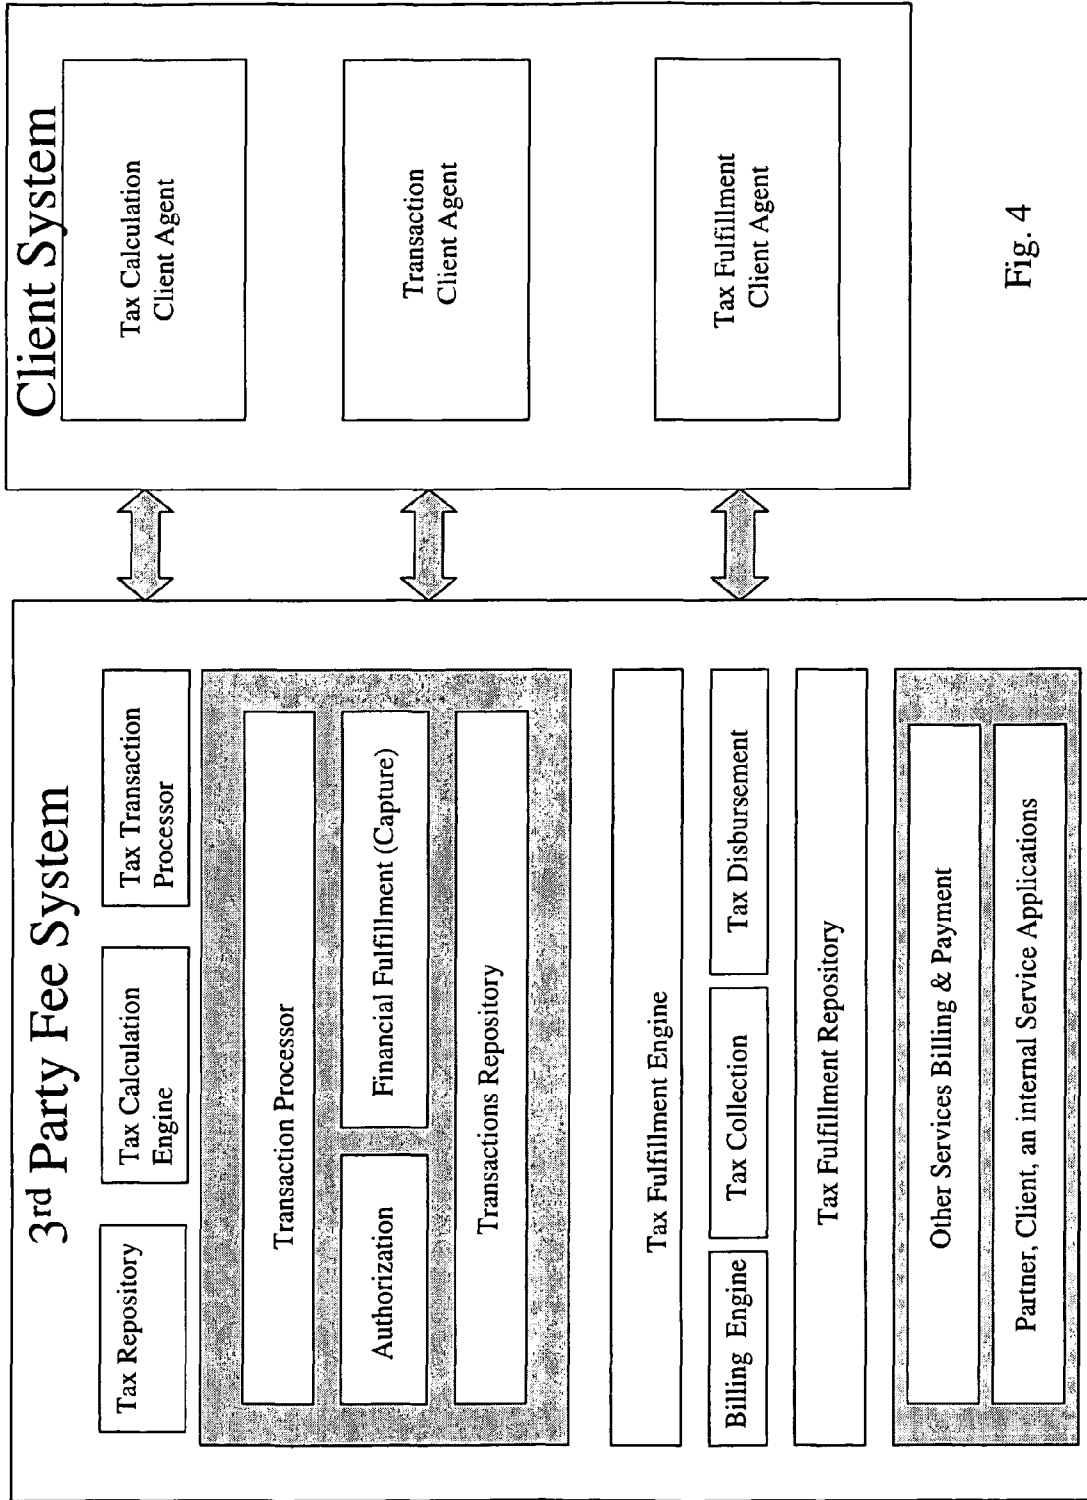 3rd Party Fee System
Tax Repository
Tax Calculation
Engine
Tax Transaction
Processor
Transaction Processor
Authorization
Financial Fulfillment (Capture)
Transactions Repository
Tax Fulfillment Engine
Billing Engine
Tax Collection
Tax Disbursement
Tax Fulfillment Repository
Other Services Billing & Payment
Partner, Client, an internal Service Applications
Client System
Tax Calculation
Client Agent
Transaction
Client Agent
Tax Fulfillment
Client Agent
Fig. 4